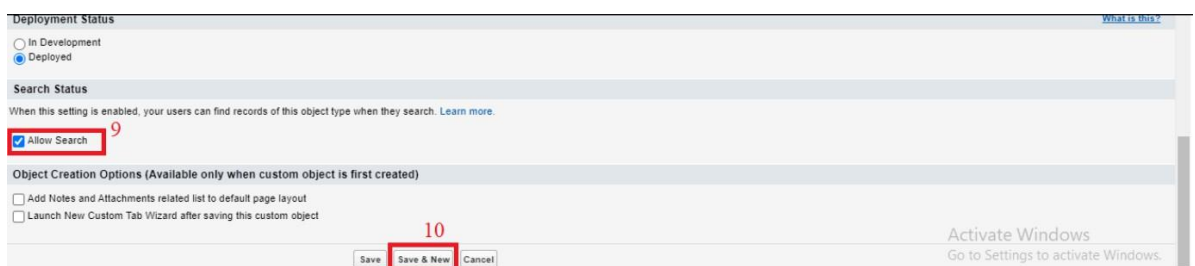 Deployment Status What is this?
In Development
Deployed
Search Status
When this setting is enabled, your users can find records of this object type when they search. Learn more.
Allow Search 9
Object Creation Options (Available only when custom object is first created)
Add Notes and Attachments related list to default page layout
Launch New Custom Tab Wizard after saving this custom object
10
Save Save & New Cancel
Activate Windows
Go to Settings to activate Windows.